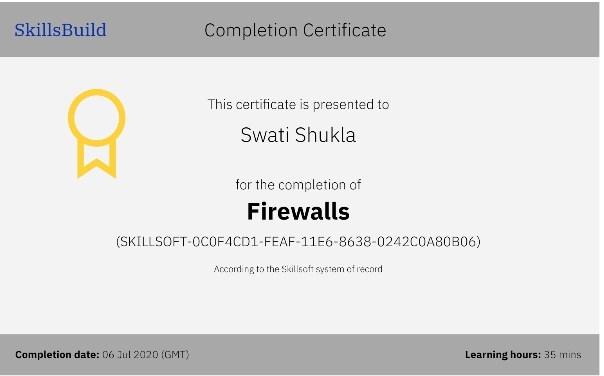 SkillsBuild
Completion Certificate
This certificate is presented to
Swati Shukla
for the completion of
Firewalls
(SKILLSOFT-0C0F4CD1-FEAF-11E6-8638-0242C0A80B06)
According to the Skillsoft system of record
Completion date: 06 Jul 2020 (GMT)
Learning hours: 35 mins